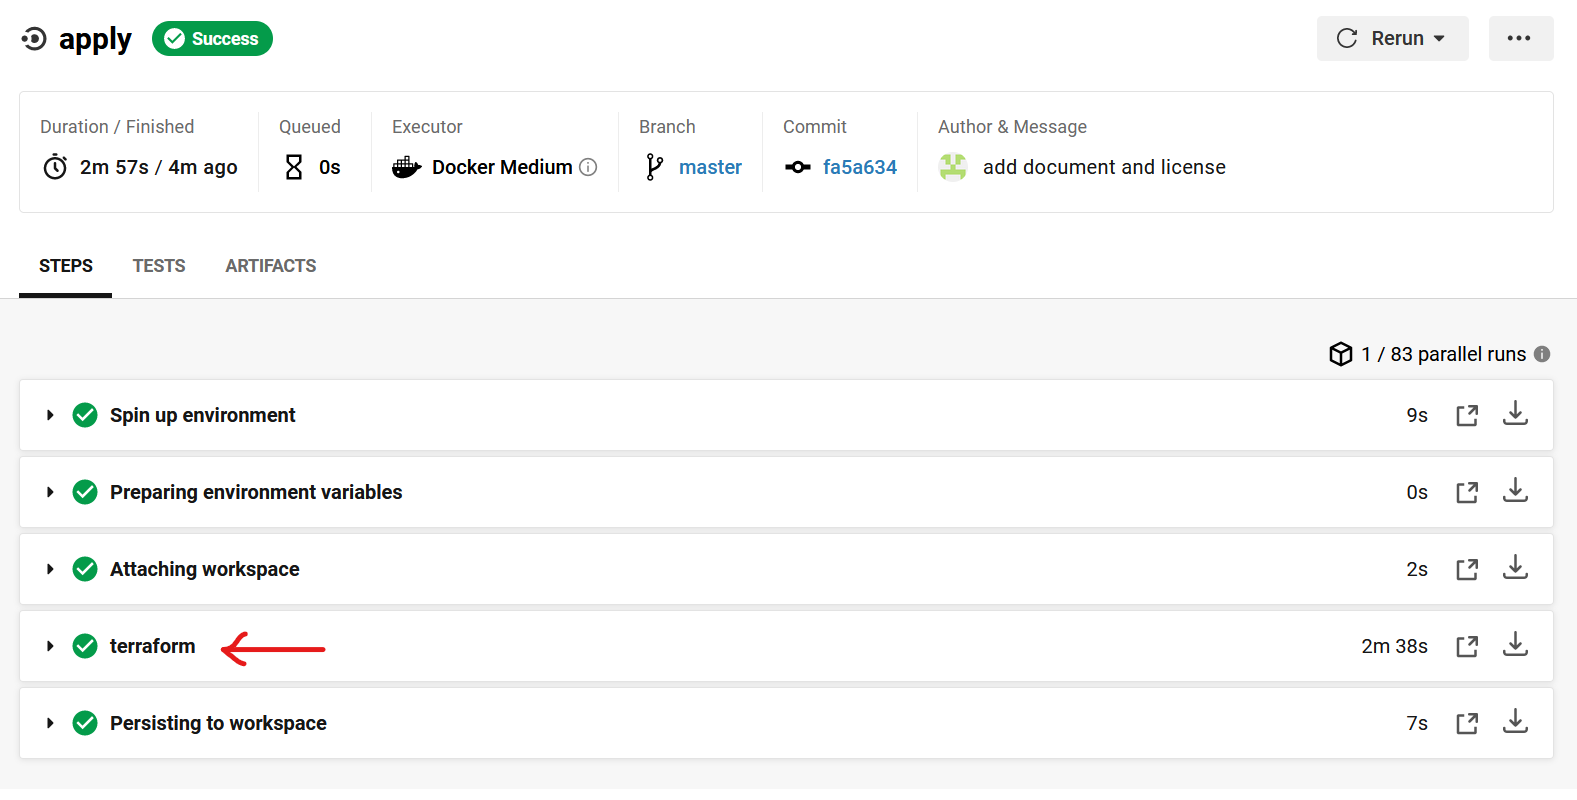 apply Success Rerun
Duration / Finished Queued Executor Branch Commit Author & Message
2m 57s / 4m ago 0s Docker Medium master fa5a634 add document and license
STEPS TESTS ARTIFACTS
1 / 83 parallel runs
Spin up environment 9s
Preparing environment variables 0s
Attaching workspace 2s
terraform 2m 38s
Persisting to workspace 7s